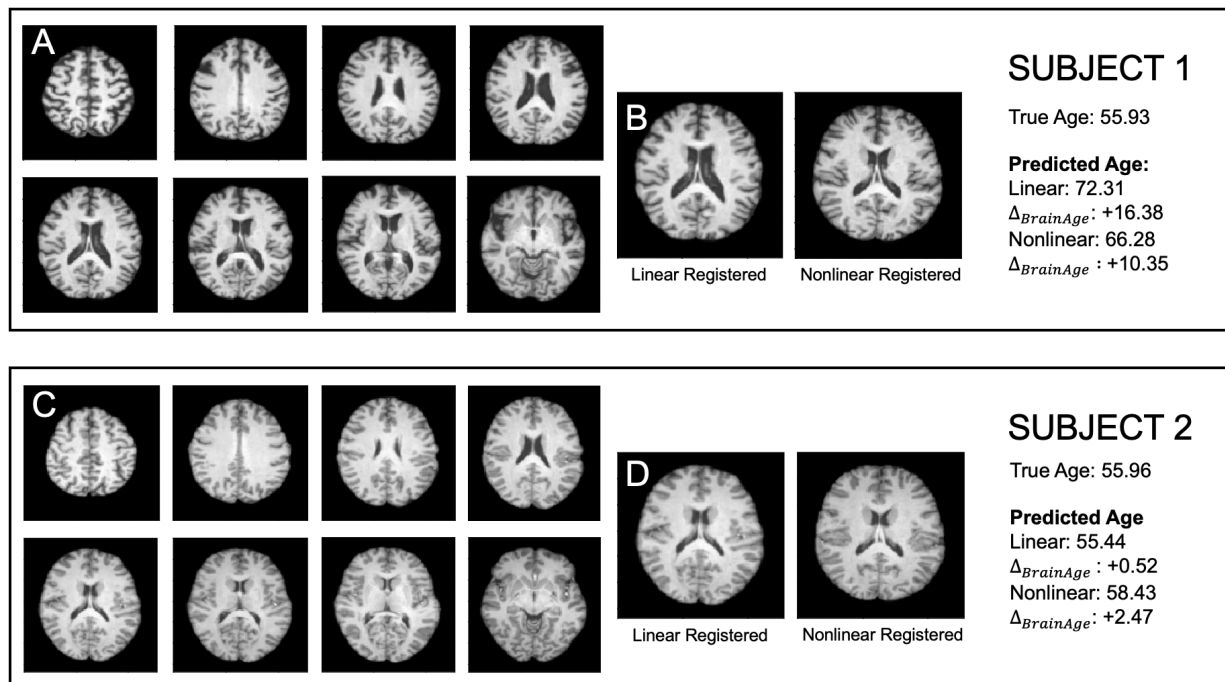 A
B
Linear Registered
Nonlinear Registered
SUBJECT 1
True Age: 55.93
Predicted Age:
Linear: 72.31
Δ_BrainAge: +16.38
Nonlinear: 66.28
Δ_BrainAge : +10.35
C
D
Linear Registered
Nonlinear Registered
SUBJECT 2
True Age: 55.96
Predicted Age
Linear: 55.44
Δ_BrainAge : +0.52
Nonlinear: 58.43
Δ_BrainAge: +2.47